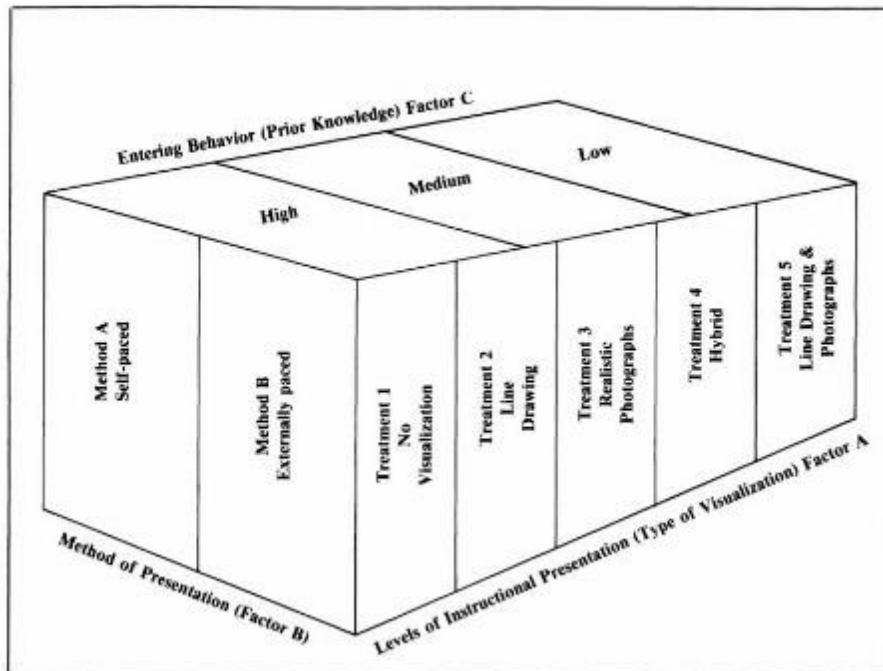 Entering Behavior (Prior Knowledge) Factor C
Low
Medium
High
Method A
Self-paced
Method B
Externally paced
Treatment 1
No
Visualization
Treatment 2
Line
Drawing
Treatment 3
Realistic
Photographs
Treatment 4
Hybrid
Treatment 5
Line Drawing &
Photographs
Method of Presentation (Factor B)
Levels of Instructional Presentation (Type of Visualization) Factor A